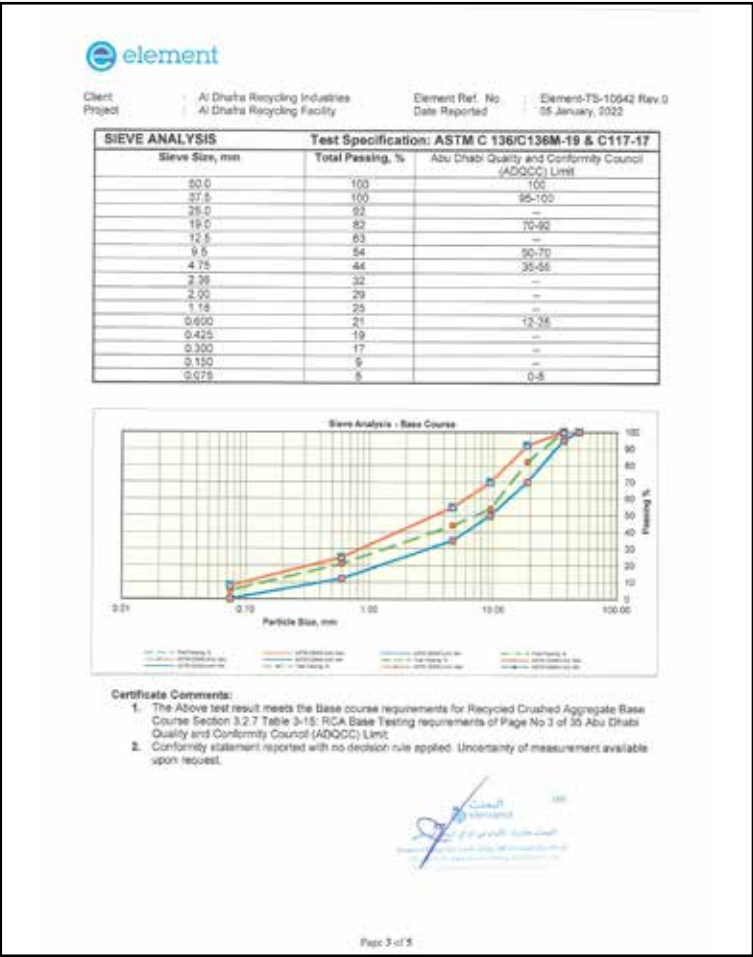 element
Client : Al Dhafra Recycling Industries Element Ref. No : Element-TS-10642 Rev.0
Project : Al Dhafra Recycling Facility Date Reported : 05 January, 2022
SIEVE ANALYSIS Test Specification: ASTM C 136/C136M-19 & C117-17
Sieve Size, mm Total Passing, % Abu Dhabi Quality and Conformity Council (ADQCC) Limit
50.0 100 100
37.5 100 95-100
25.0 92 --
19.0 82 70-92
12.5 63 --
9.5 54 50-70
4.75 44 35-55
2.36 32 --
2.00 29 --
1.18 25 --
0.600 21 12-25
0.425 19 --
0.300 17 --
0.150 9 --
0.075 5 0-8
Sieve Analysis - Base Course
100
90
80
70
60
50
40
30
20
10
0
Passing %
0.01 0.10 1.00 10.00 100.00
Particle Size, mm
Certificate Comments:
1. The Above test result meets the Base course requirements for Recycled Crushed Aggregate Base
Course Section 3.2.7 Table 3-15: RCA Base Testing requirements of Page No 3 of 35 Abu Dhabi
Quality and Conformity Council (ADQCC) Limit
2. Conformity statement reported with no decision rule applied. Uncertainty of measurement available
upon request.
element
Page 3 of 5